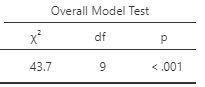 Overall Model Test
χ² df p
43.7 9 < .001